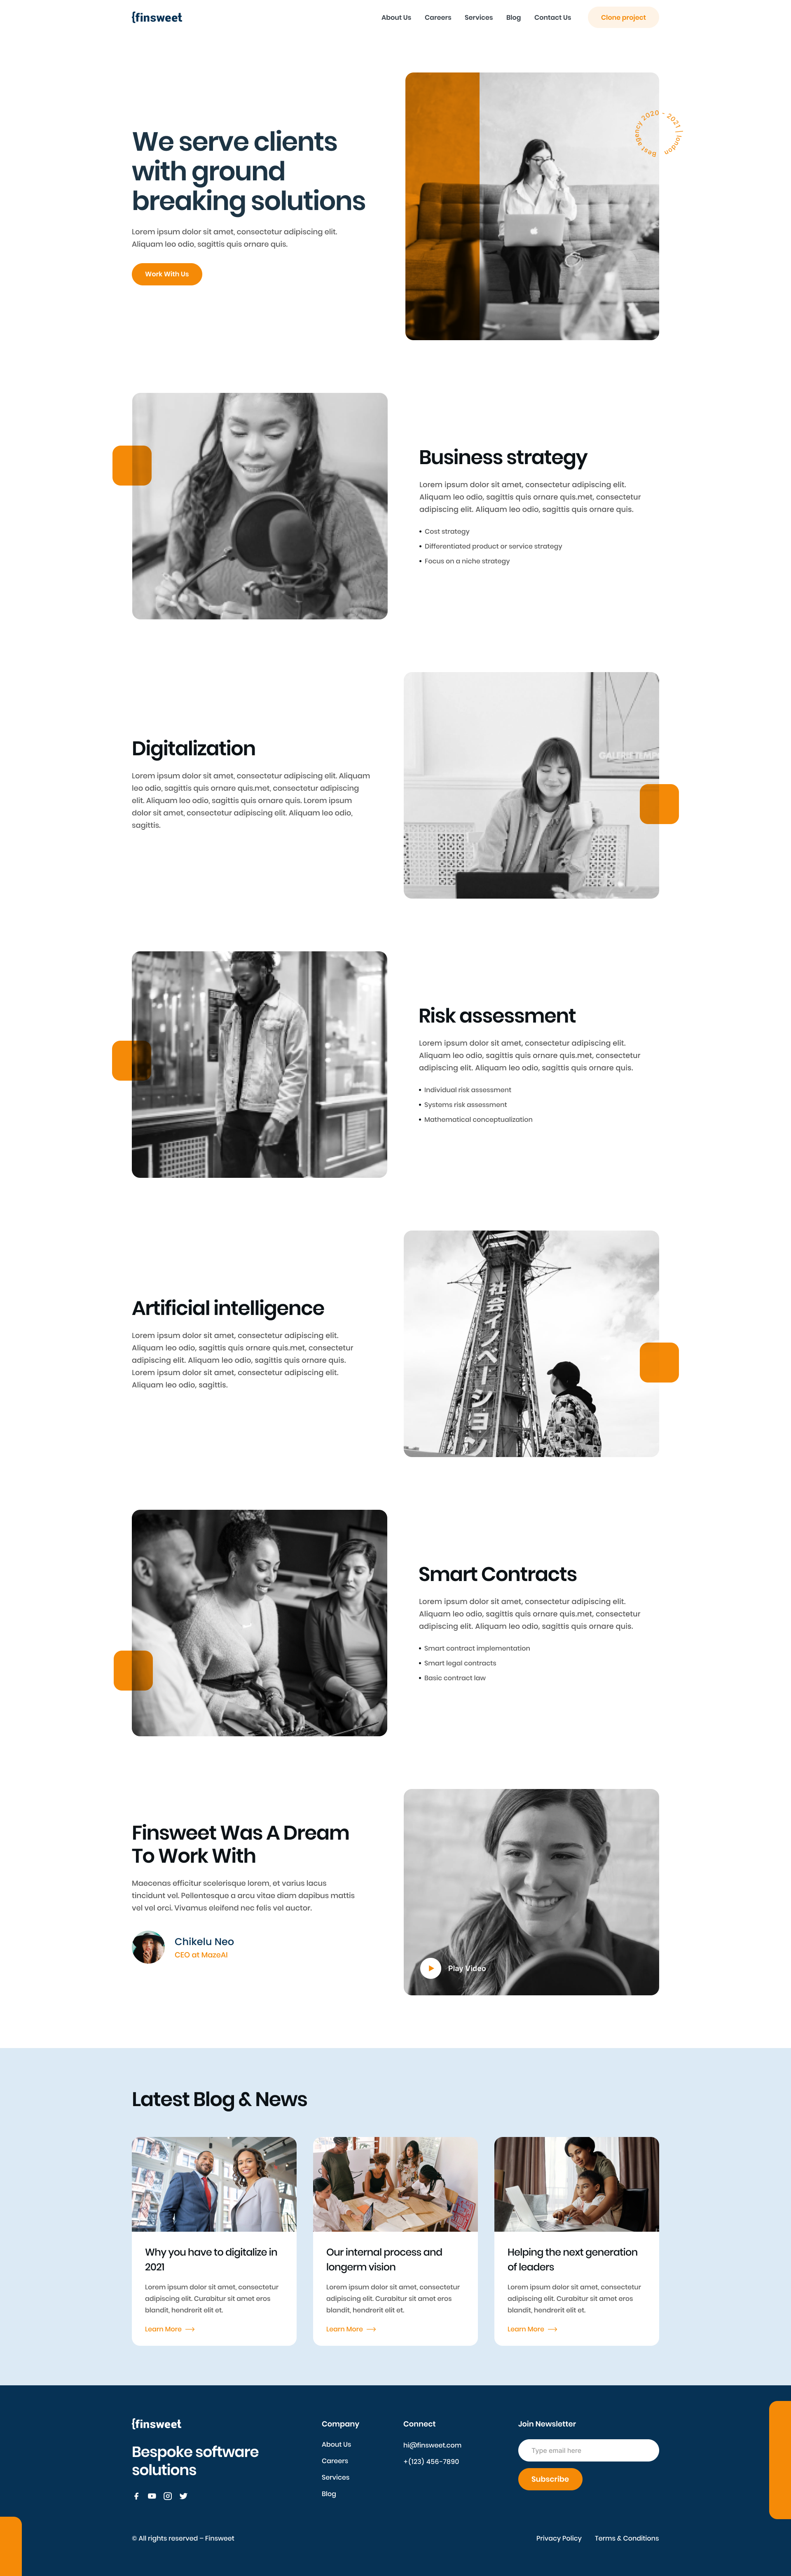 {finsweet
About Us Careers Services Blog Contact Us Clone project
We serve clients
with ground
breaking solutions
Lorem ipsum dolor sit amet, consectetur adipiscing elit.
Aliquam leo odio, sagittis quis ornare quis.
Work With Us
Best agency 2020 - 2021 | london
Business strategy
Lorem ipsum dolor sit amet, consectetur adipiscing elit.
Aliquam leo odio, sagittis quis ornare quis.met, consectetur
adipiscing elit. Aliquam leo odio, sagittis quis ornare quis.
• Cost strategy
• Differentiated product or service strategy
• Focus on a niche strategy
Digitalization
Lorem ipsum dolor sit amet, consectetur adipiscing elit. Aliquam
leo odio, sagittis quis ornare quis.met, consectetur adipiscing
elit. Aliquam leo odio, sagittis quis ornare quis. Lorem ipsum
dolor sit amet, consectetur adipiscing elit. Aliquam leo odio,
sagittis.
GALERIE TEMP
Risk assessment
Lorem ipsum dolor sit amet, consectetur adipiscing elit.
Aliquam leo odio, sagittis quis ornare quis.met, consectetur
adipiscing elit. Aliquam leo odio, sagittis quis ornare quis.
• Individual risk assessment
• Systems risk assessment
• Mathematical conceptualization
Artificial intelligence
Lorem ipsum dolor sit amet, consectetur adipiscing elit.
Aliquam leo odio, sagittis quis ornare quis.met, consectetur
adipiscing elit. Aliquam leo odio, sagittis quis ornare quis.
Lorem ipsum dolor sit amet, consectetur adipiscing elit.
Aliquam leo odio, sagittis.
社会イノベーション
Smart Contracts
Lorem ipsum dolor sit amet, consectetur adipiscing elit.
Aliquam leo odio, sagittis quis ornare quis.met, consectetur
adipiscing elit. Aliquam leo odio, sagittis quis ornare quis.
• Smart contract implementation
• Smart legal contracts
• Basic contract law
Finsweet Was A Dream
To Work With
Maecenas efficitur scelerisque lorem, et varius lacus
tincidunt vel. Pellentesque a arcu vitae diam dapibus mattis
vel vel orci. Vivamus eleifend nec felis vel auctor.
Chikelu Neo
CEO at MazeAI
Play Video
Latest Blog & News
Why you have to digitalize in
2021
Lorem ipsum dolor sit amet, consectetur
adipiscing elit. Curabitur sit amet eros
blandit, hendrerit elit et.
Learn More
Our internal process and
longerm vision
Lorem ipsum dolor sit amet, consectetur
adipiscing elit. Curabitur sit amet eros
blandit, hendrerit elit et.
Learn More
Helping the next generation
of leaders
Lorem ipsum dolor sit amet, consectetur
adipiscing elit. Curabitur sit amet eros
blandit, hendrerit elit et.
Learn More
{finsweet
Bespoke software
solutions
Company
About Us
Careers
Services
Blog
Connect
hi@finsweet.com
+(123) 456-7890
Join Newsletter
Type email here
Subscribe
© All rights reserved – Finsweet
Privacy Policy Terms & Conditions